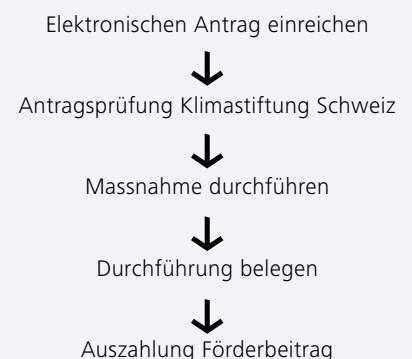 Elektronischen Antrag einreichen
Antragsprüfung Klimastiftung Schweiz
Massnahme durchführen
Durchführung belegen
Auszahlung Förderbeitrag